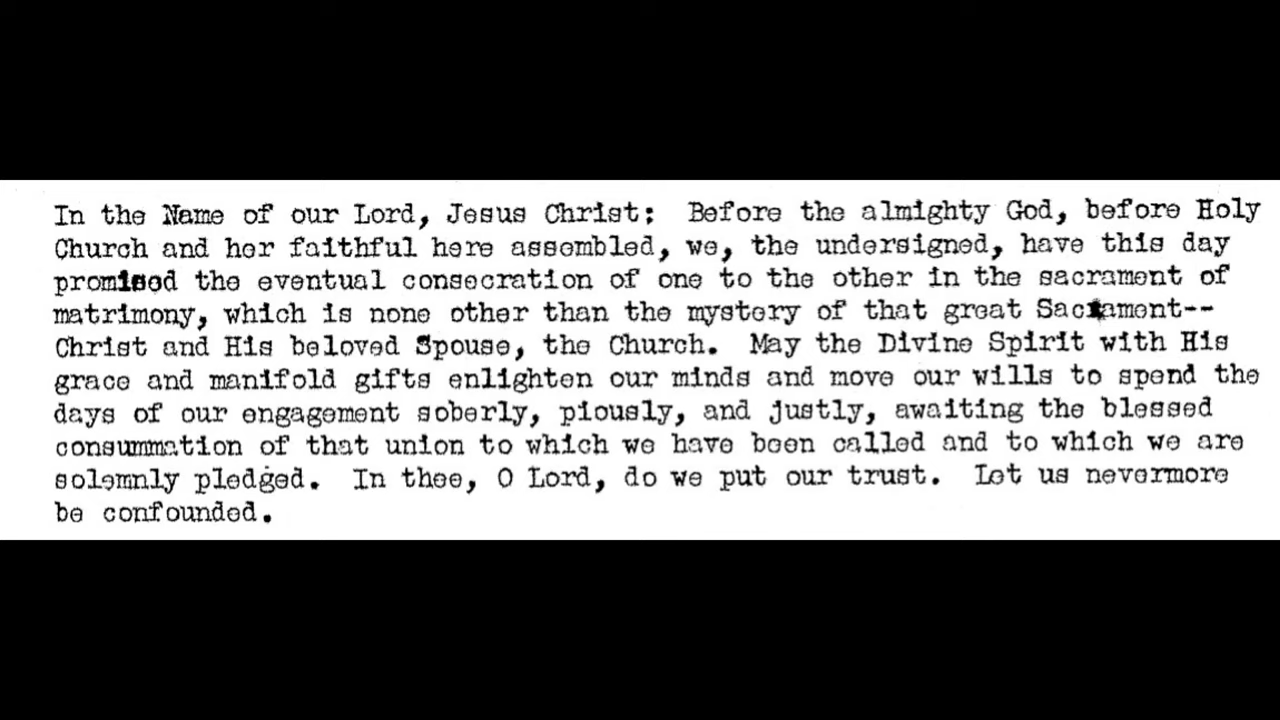 In the Name of our Lord, Jesus Christ:  Before the almighty God, before Holy
Church and her faithful here assembled, we, the undersigned, have this day
promised the eventual consecration of one to the other in the sacrament of
matrimony, which is none other than the mystery of that great Sacrament--
Christ and His beloved Spouse, the Church.  May the Divine Spirit with His
grace and manifold gifts enlighten our minds and move our wills to spend the
days of our engagement soberly, piously, and justly, awaiting the blessed
consummation of that union to which we have been called and to which we are
solemnly pledged.  In thee, O Lord, do we put our trust.  Let us nevermore
be confounded.